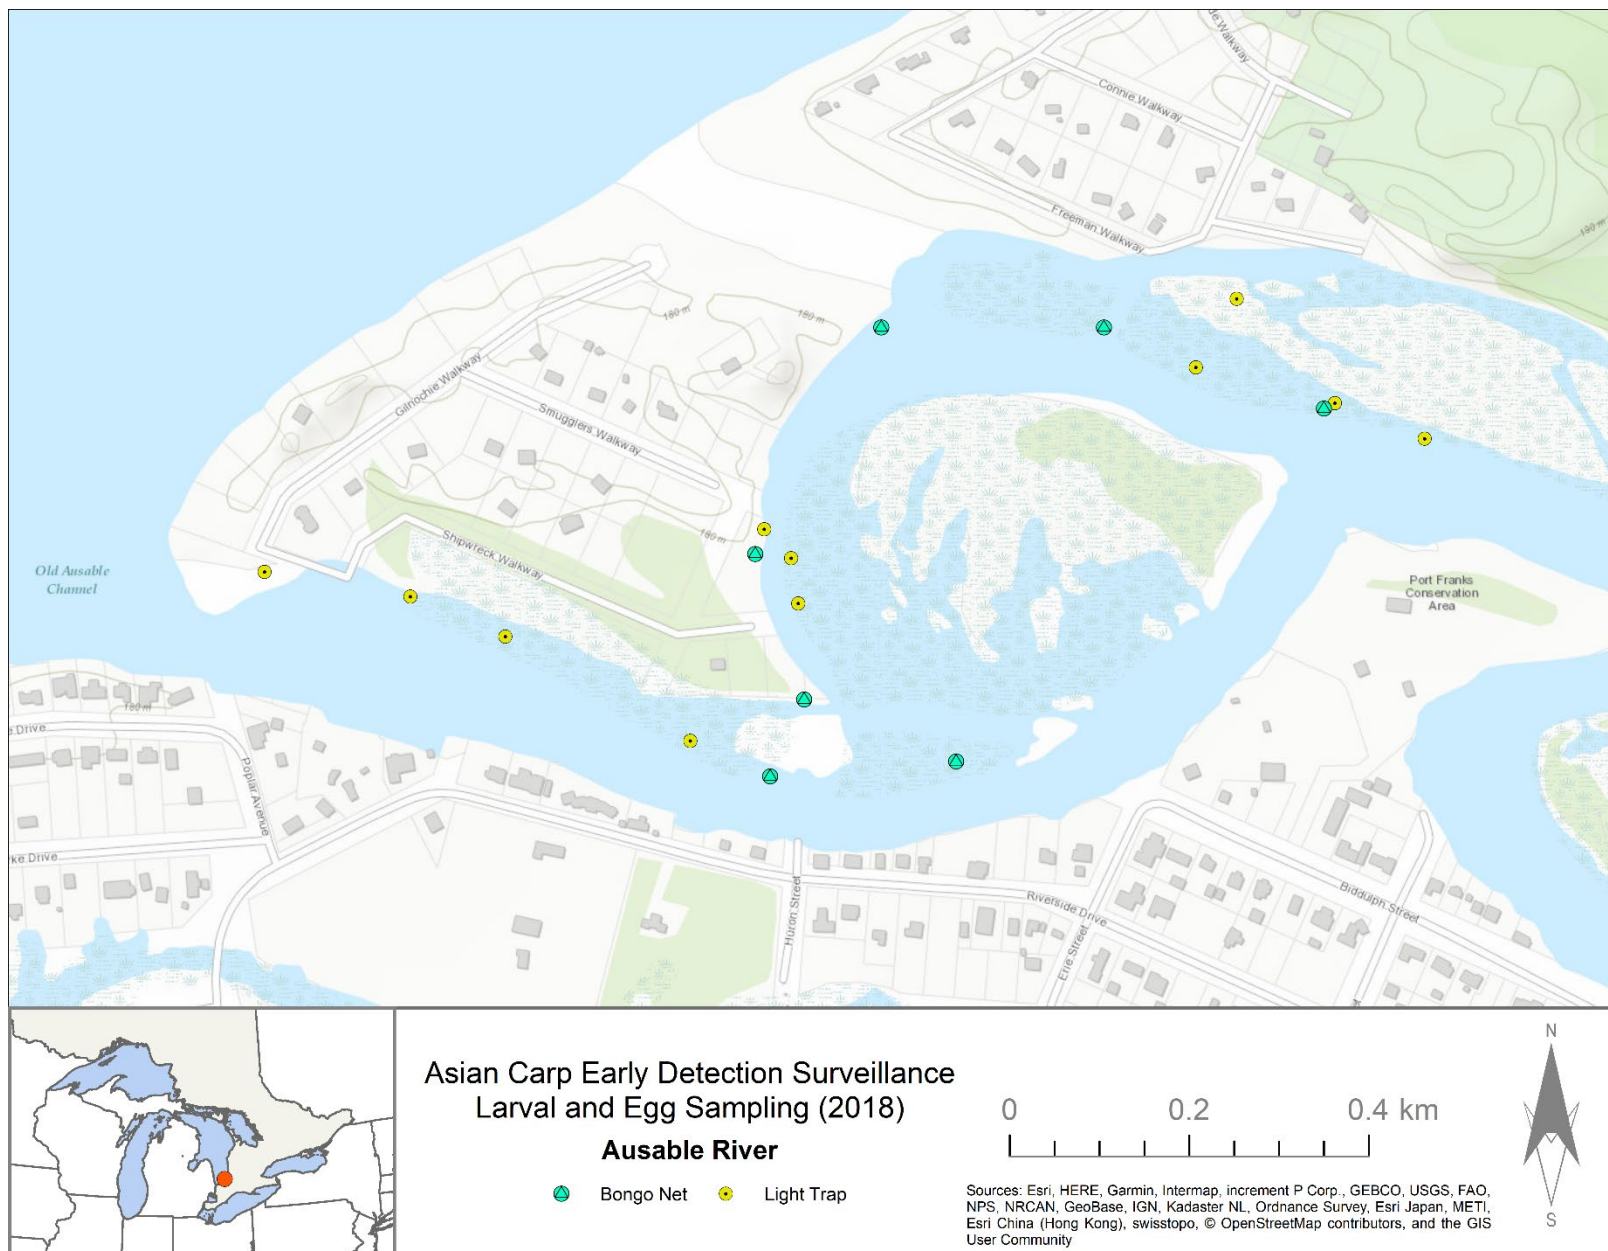 de Walkway
Connie Walkway
Freeman Walkway
180 m
180 m
180 m
Gilnochie Walkway
Smugglers Walkway
180 m
Shipwreck Walkway
Old Ausable
Channel
Port Franks
Conservation
Area
180 m
e Drive
Poplar Avenue
rke Drive
Huron Street
Riverside Drive
Erie Street
Biddulph Street
Asian Carp Early Detection Surveillance
Larval and Egg Sampling (2018)
Ausable River
Bongo Net
Light Trap
0 0.2 0.4 km
N
S
Sources: Esri, HERE, Garmin, Intermap, increment P Corp., GEBCO, USGS, FAO,
NPS, NRCAN, GeoBase, IGN, Kadaster NL, Ordnance Survey, Esri Japan, METI,
Esri China (Hong Kong), swisstopo, © OpenStreetMap contributors, and the GIS
User Community